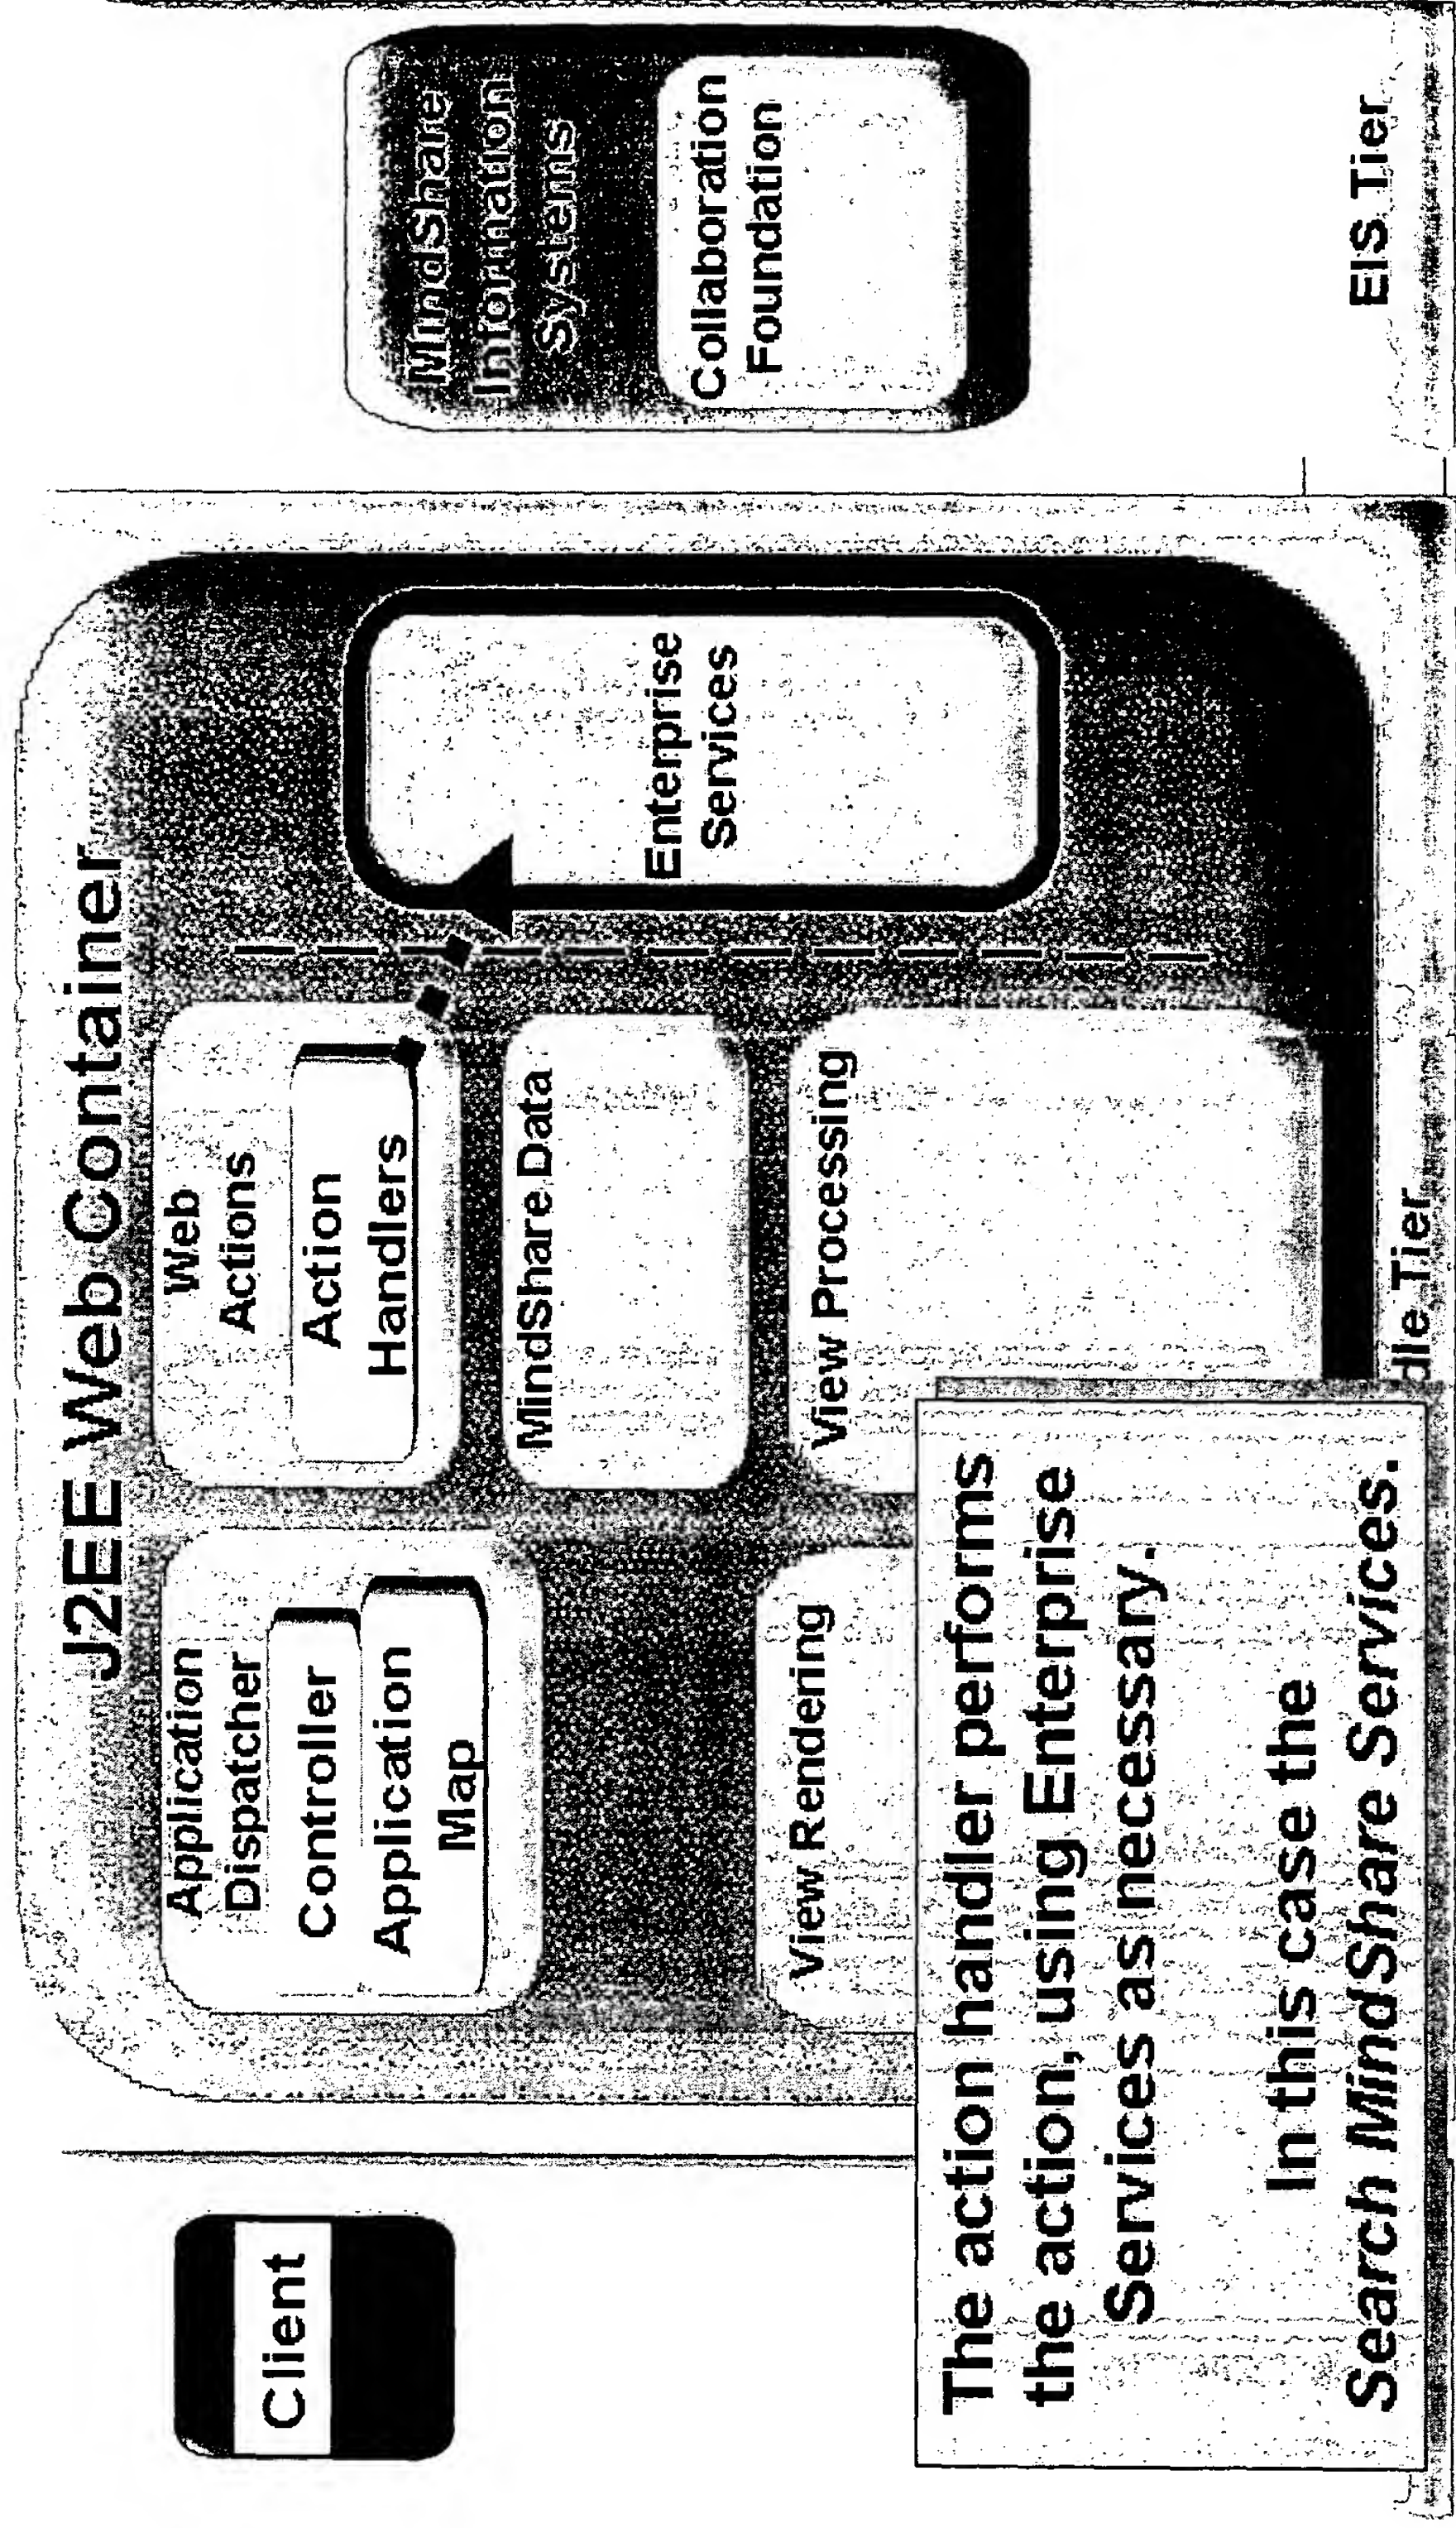 J2EE Web Container
Client
Application
Dispatcher
Controller
Application
Map
Web
Actions
Action
Handlers
MindShare Data
View Rendering
View Processing
Enterprise
Services
MindShare
Information
Systems
Collaboration
Foundation
The action handler performs
the action, using Enterprise
Services as necessary.
In this case the
Search MindShare Services.
dle Tier
EIS Tier